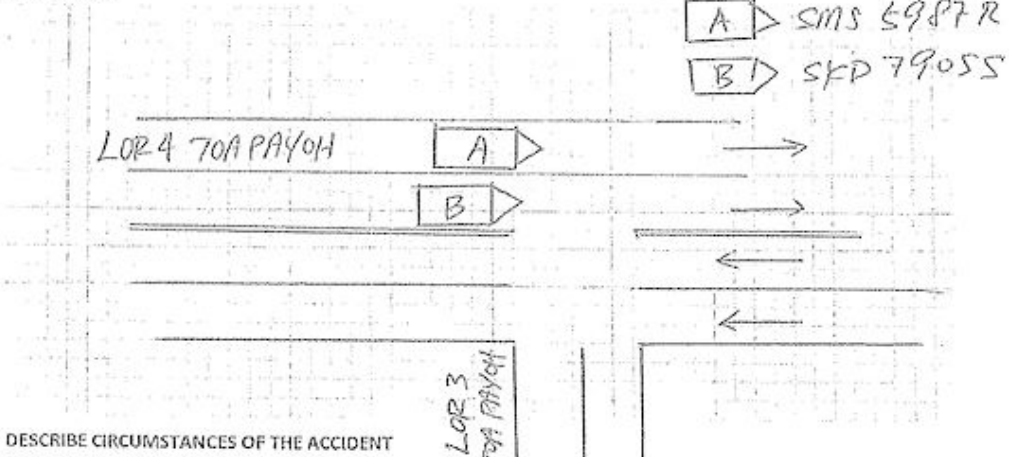 A SMS 5987R
B SKD 7905S
LOR 4 TOA PAYOH
A
B
LOR 3
TOA PAYOH
DESCRIBE CIRCUMSTANCES OF THE ACCIDENT